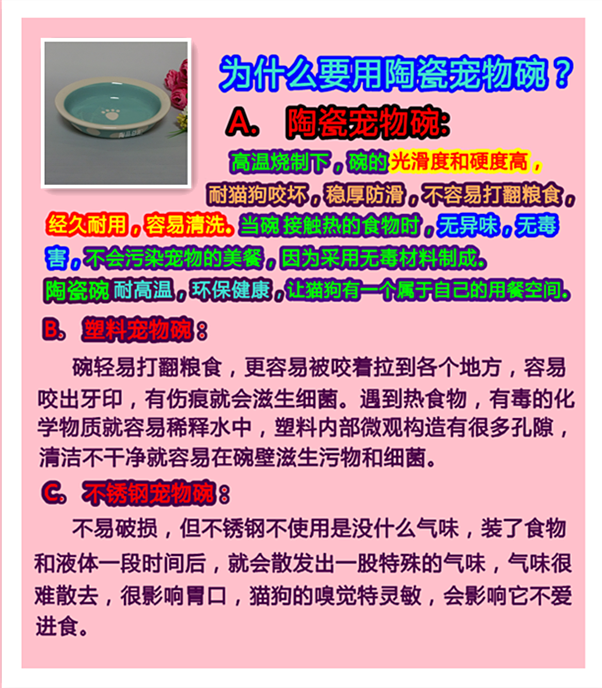 为什么要用陶瓷宠物碗？
A. 陶瓷宠物碗:
高温烧制下，碗的光滑度和硬度高，
耐猫狗咬坏，稳厚防滑，不容易打翻粮食，
经久耐用，容易清洗。当碗接触热的食物时，无异味，无毒
害，不会污染宠物的美餐，因为采用无毒材料制成。
陶瓷碗 耐高温，环保健康，让猫狗有一个属于自己的用餐空间。
B. 塑料宠物碗：
碗轻易打翻粮食，更容易被咬着拉到各个地方，容易
咬出牙印，有伤痕就会滋生细菌。遇到热食物，有毒的化
学物质就容易稀释水中，塑料内部微观构造有很多孔隙，
清洁不干净就容易在碗壁滋生污物和细菌。
C. 不锈钢宠物碗：
不易破损，但不锈钢不使用是没什么气味，装了食物
和液体一段时间后，就会散发出一股特殊的气味，气味很
难散去，很影响胃口，猫狗的嗅觉特灵敏，会影响它不爱
进食。